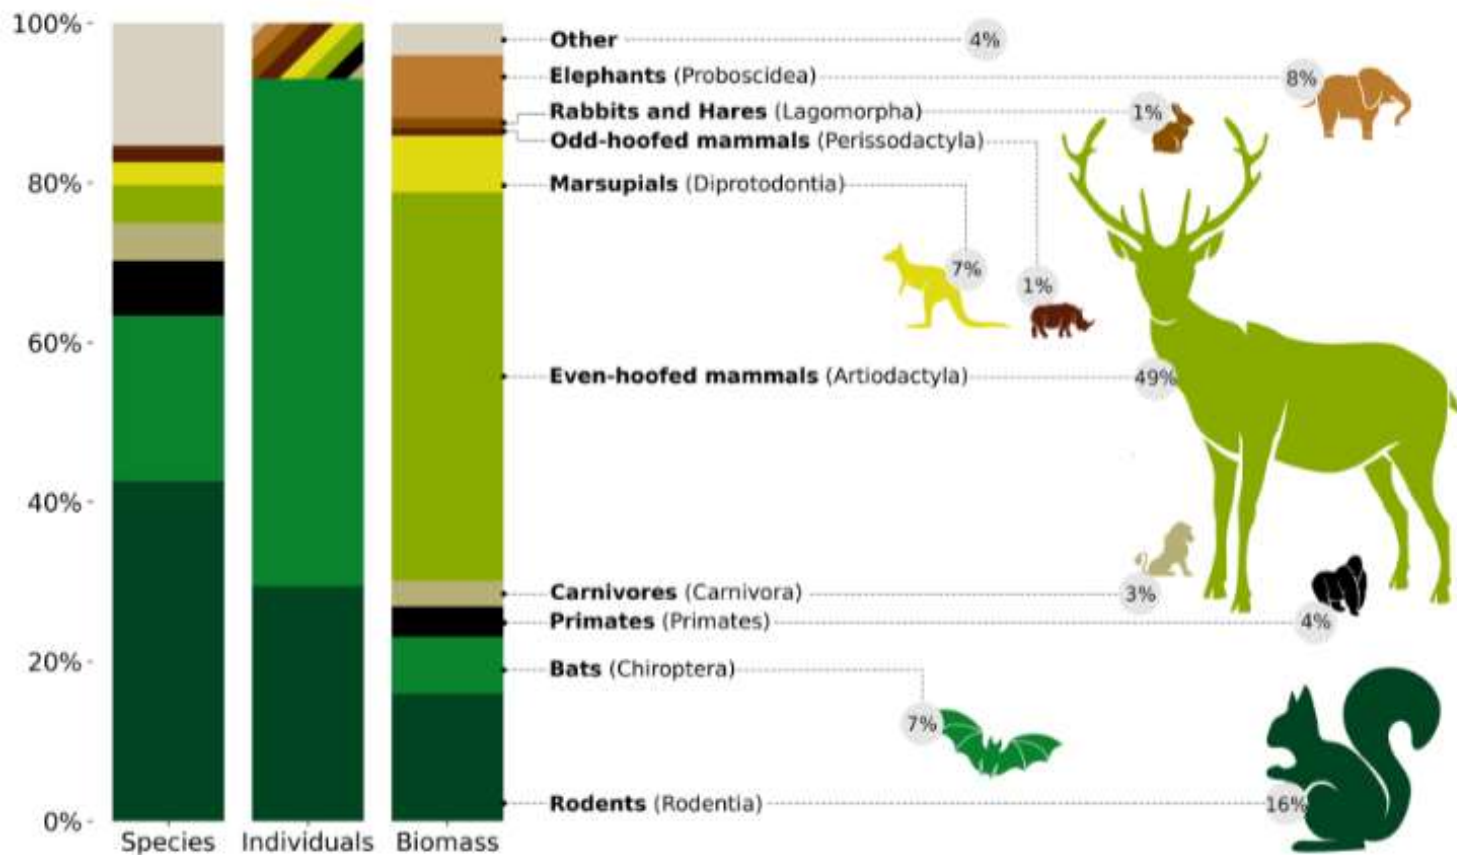 100%
Other 4%
Elephants (Proboscidea) 8%
Rabbits and Hares (Lagomorpha) 1%
Odd-hoofed mammals (Perissodactyla)
80%
Marsupials (Diprotodontia)
7%
1%
60%
Even-hoofed mammals (Artiodactyla) 49%
40%
Carnivores (Carnivora) 3%
Primates (Primates) 4%
20%
Bats (Chiroptera)
7%
Rodents (Rodentia) 16%
0%
Species Individuals Biomass